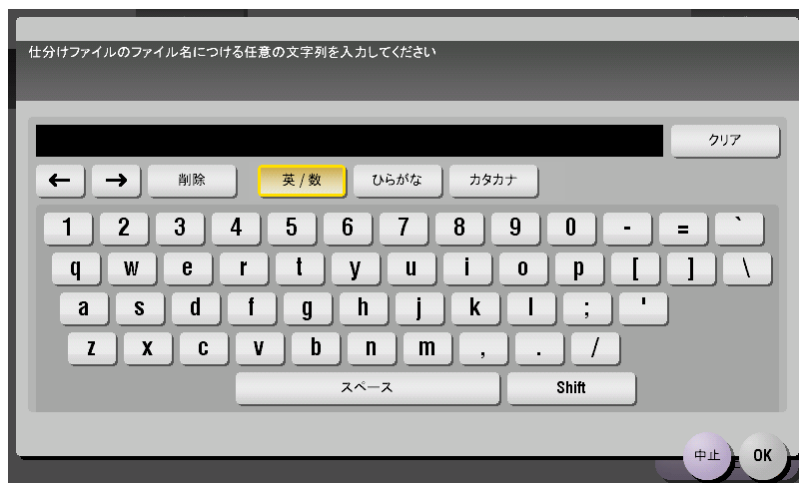 仕分けファイルのファイル名につける任意の文字列を入力してください
クリア
← → 削除 英/数 ひらがな カタカナ
1 2 3 4 5 6 7 8 9 0 - = `
q w e r t y u i o p [ ] \
a s d f g h j k l ; '
z x c v b n m , . /
スペース Shift
中止 OK